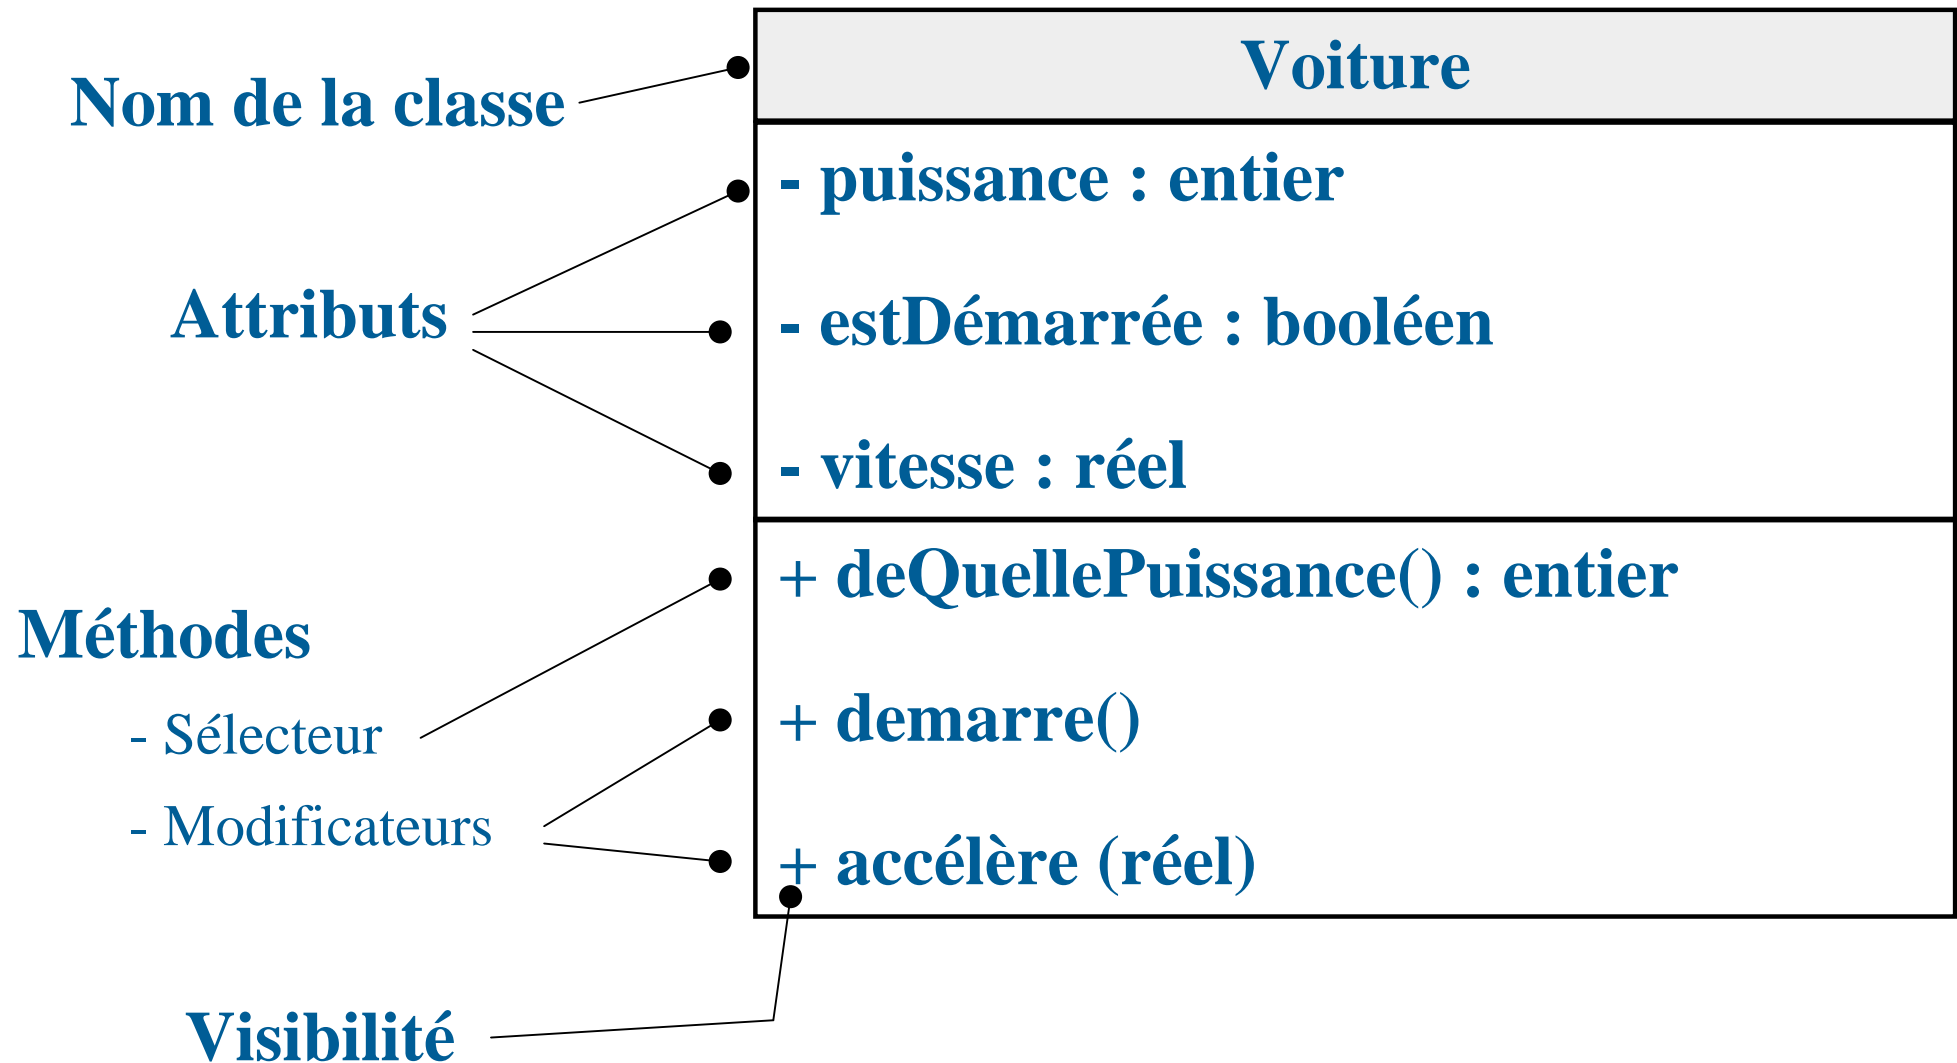 Voiture
Nom de la classe
- puissance : entier
Attributs
- estDémarrée : booléen
- vitesse : réel
+ deQuellePuissance() : entier
Méthodes
- Sélecteur
+ demarre()
- Modificateurs
+ accélère (réel)
Visibilité